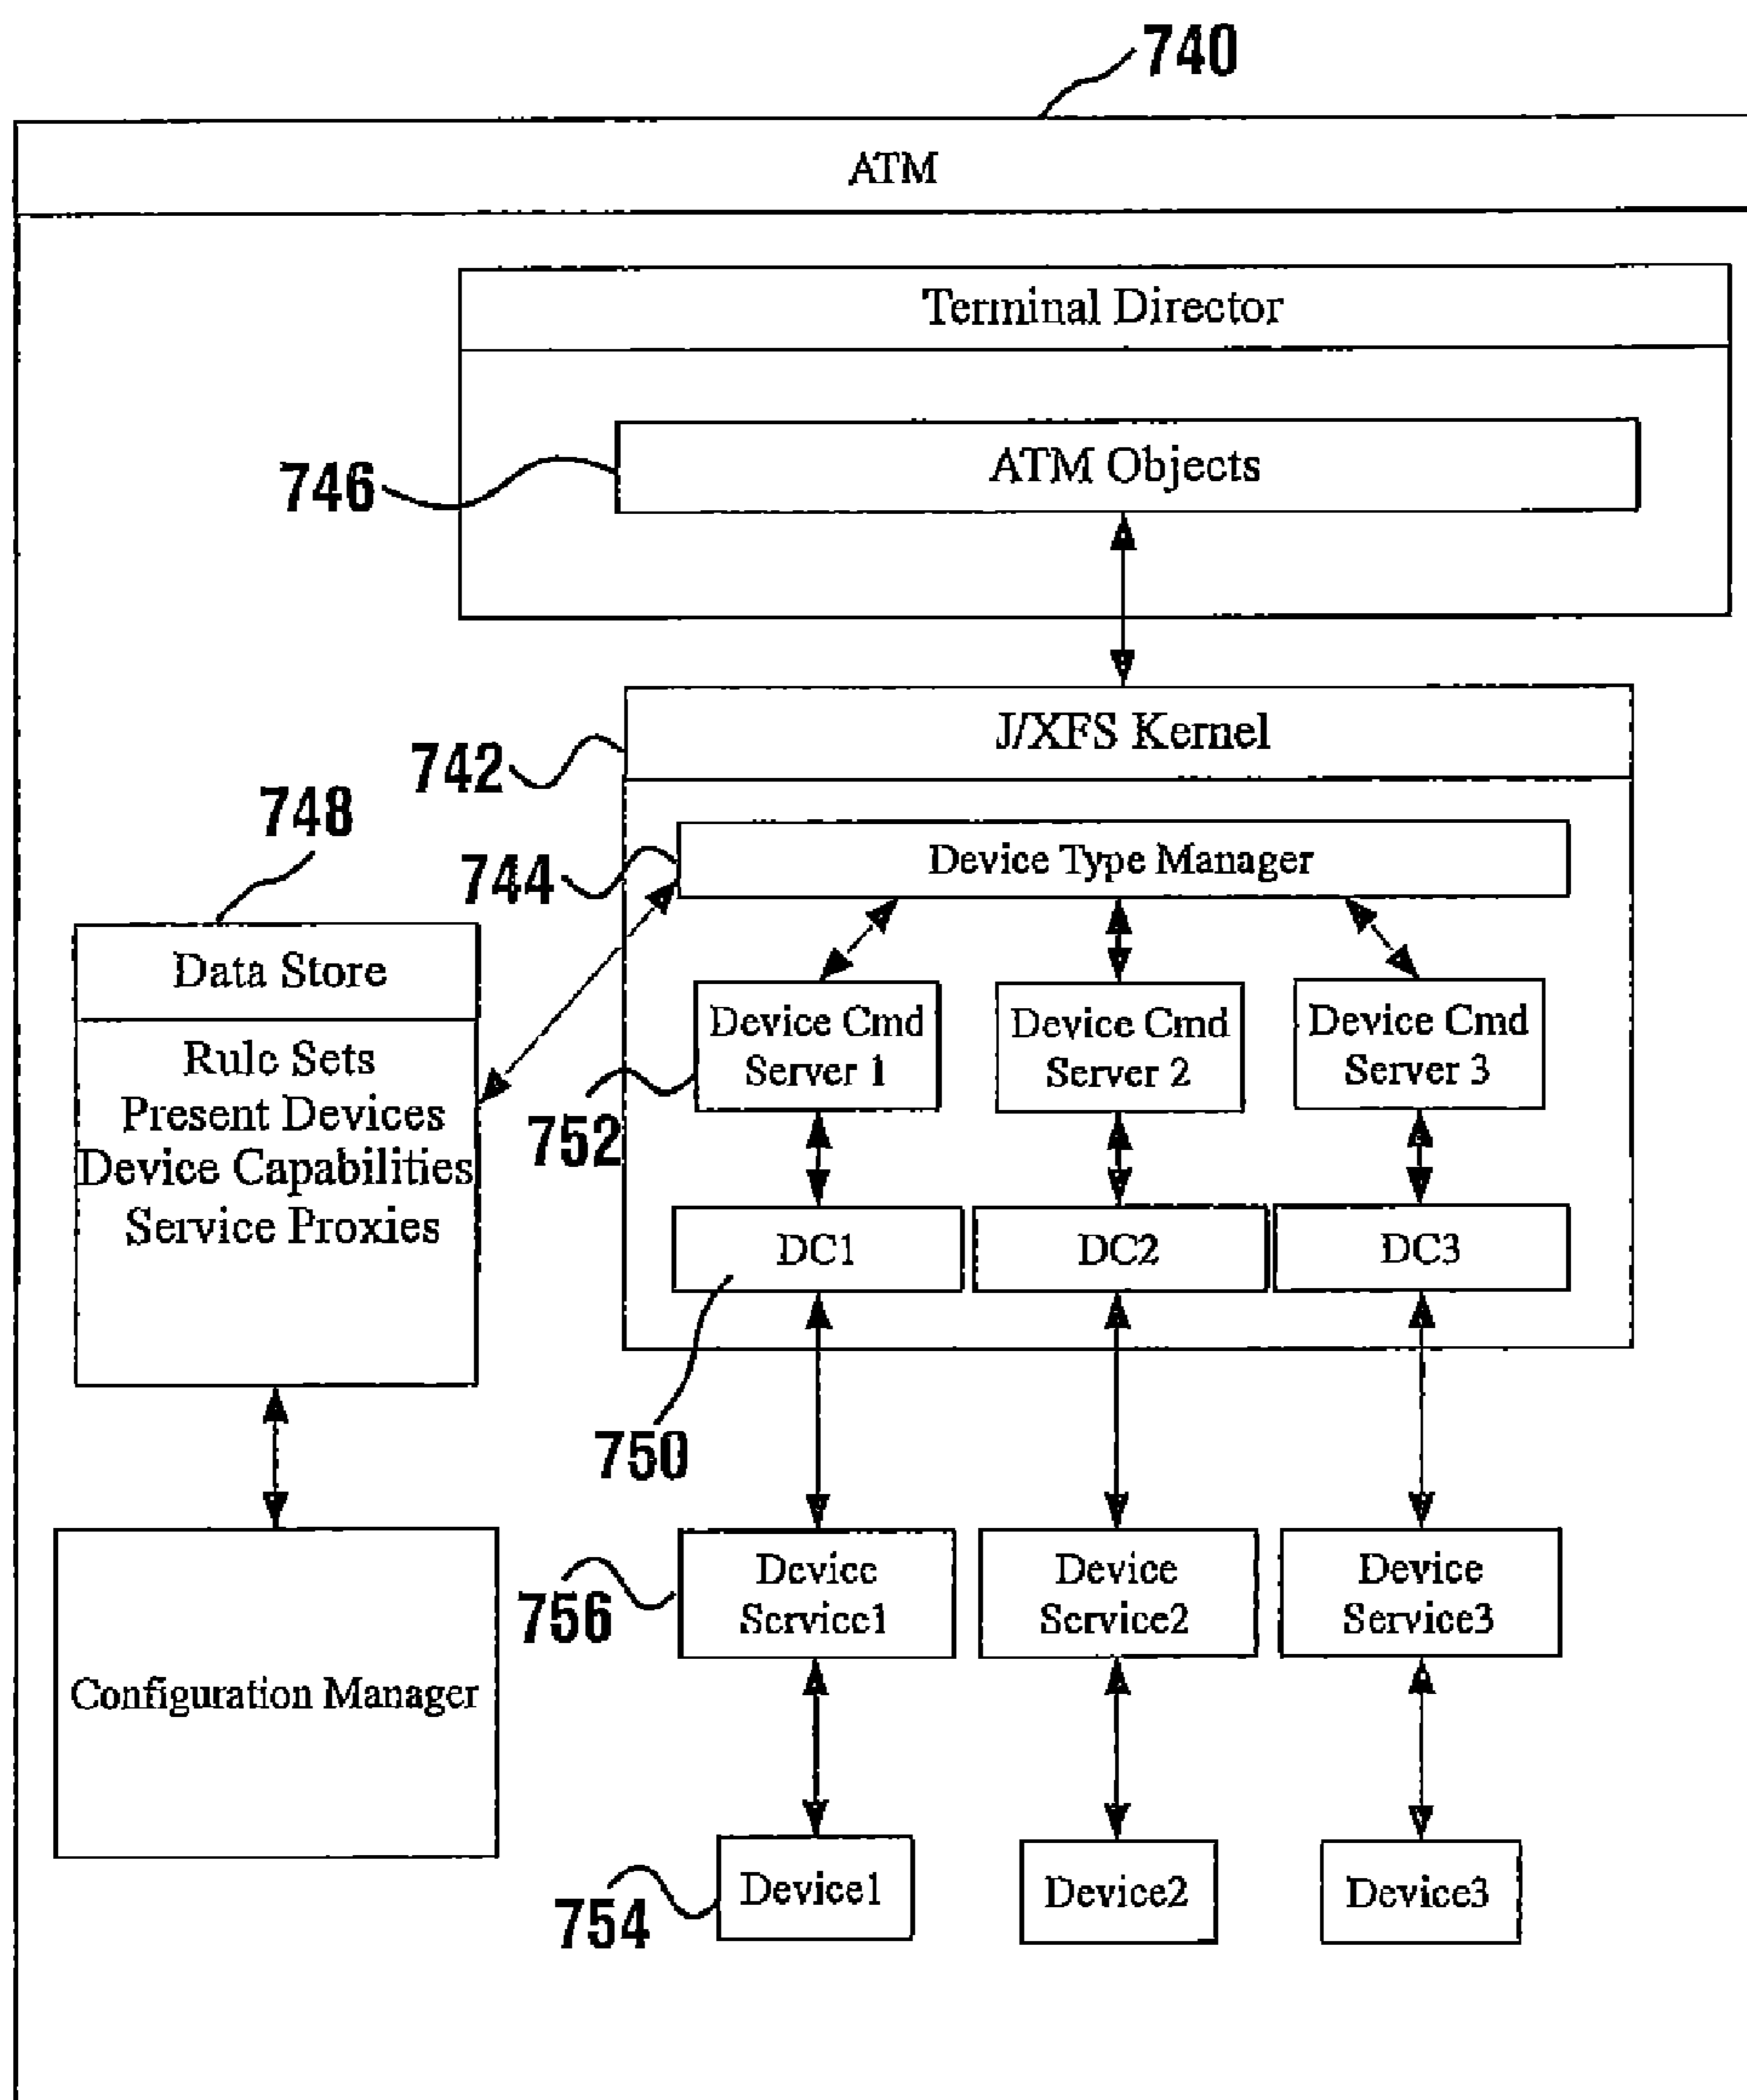 740
ATM
Terminal Director
746
ATM Objects
742
J/XFS Kernel
748
744
Device Type Manager
Data Store
Rule Sets
Present Devices
Device Capabilities
Service Proxies
Device Cmd
Server 1
Device Cmd
Server 2
Device Cmd
Server 3
752
DC1
DC2
DC3
750
Configuration Manager
756
Device
Service1
Device
Service2
Device
Service3
754
Device1
Device2
Device3